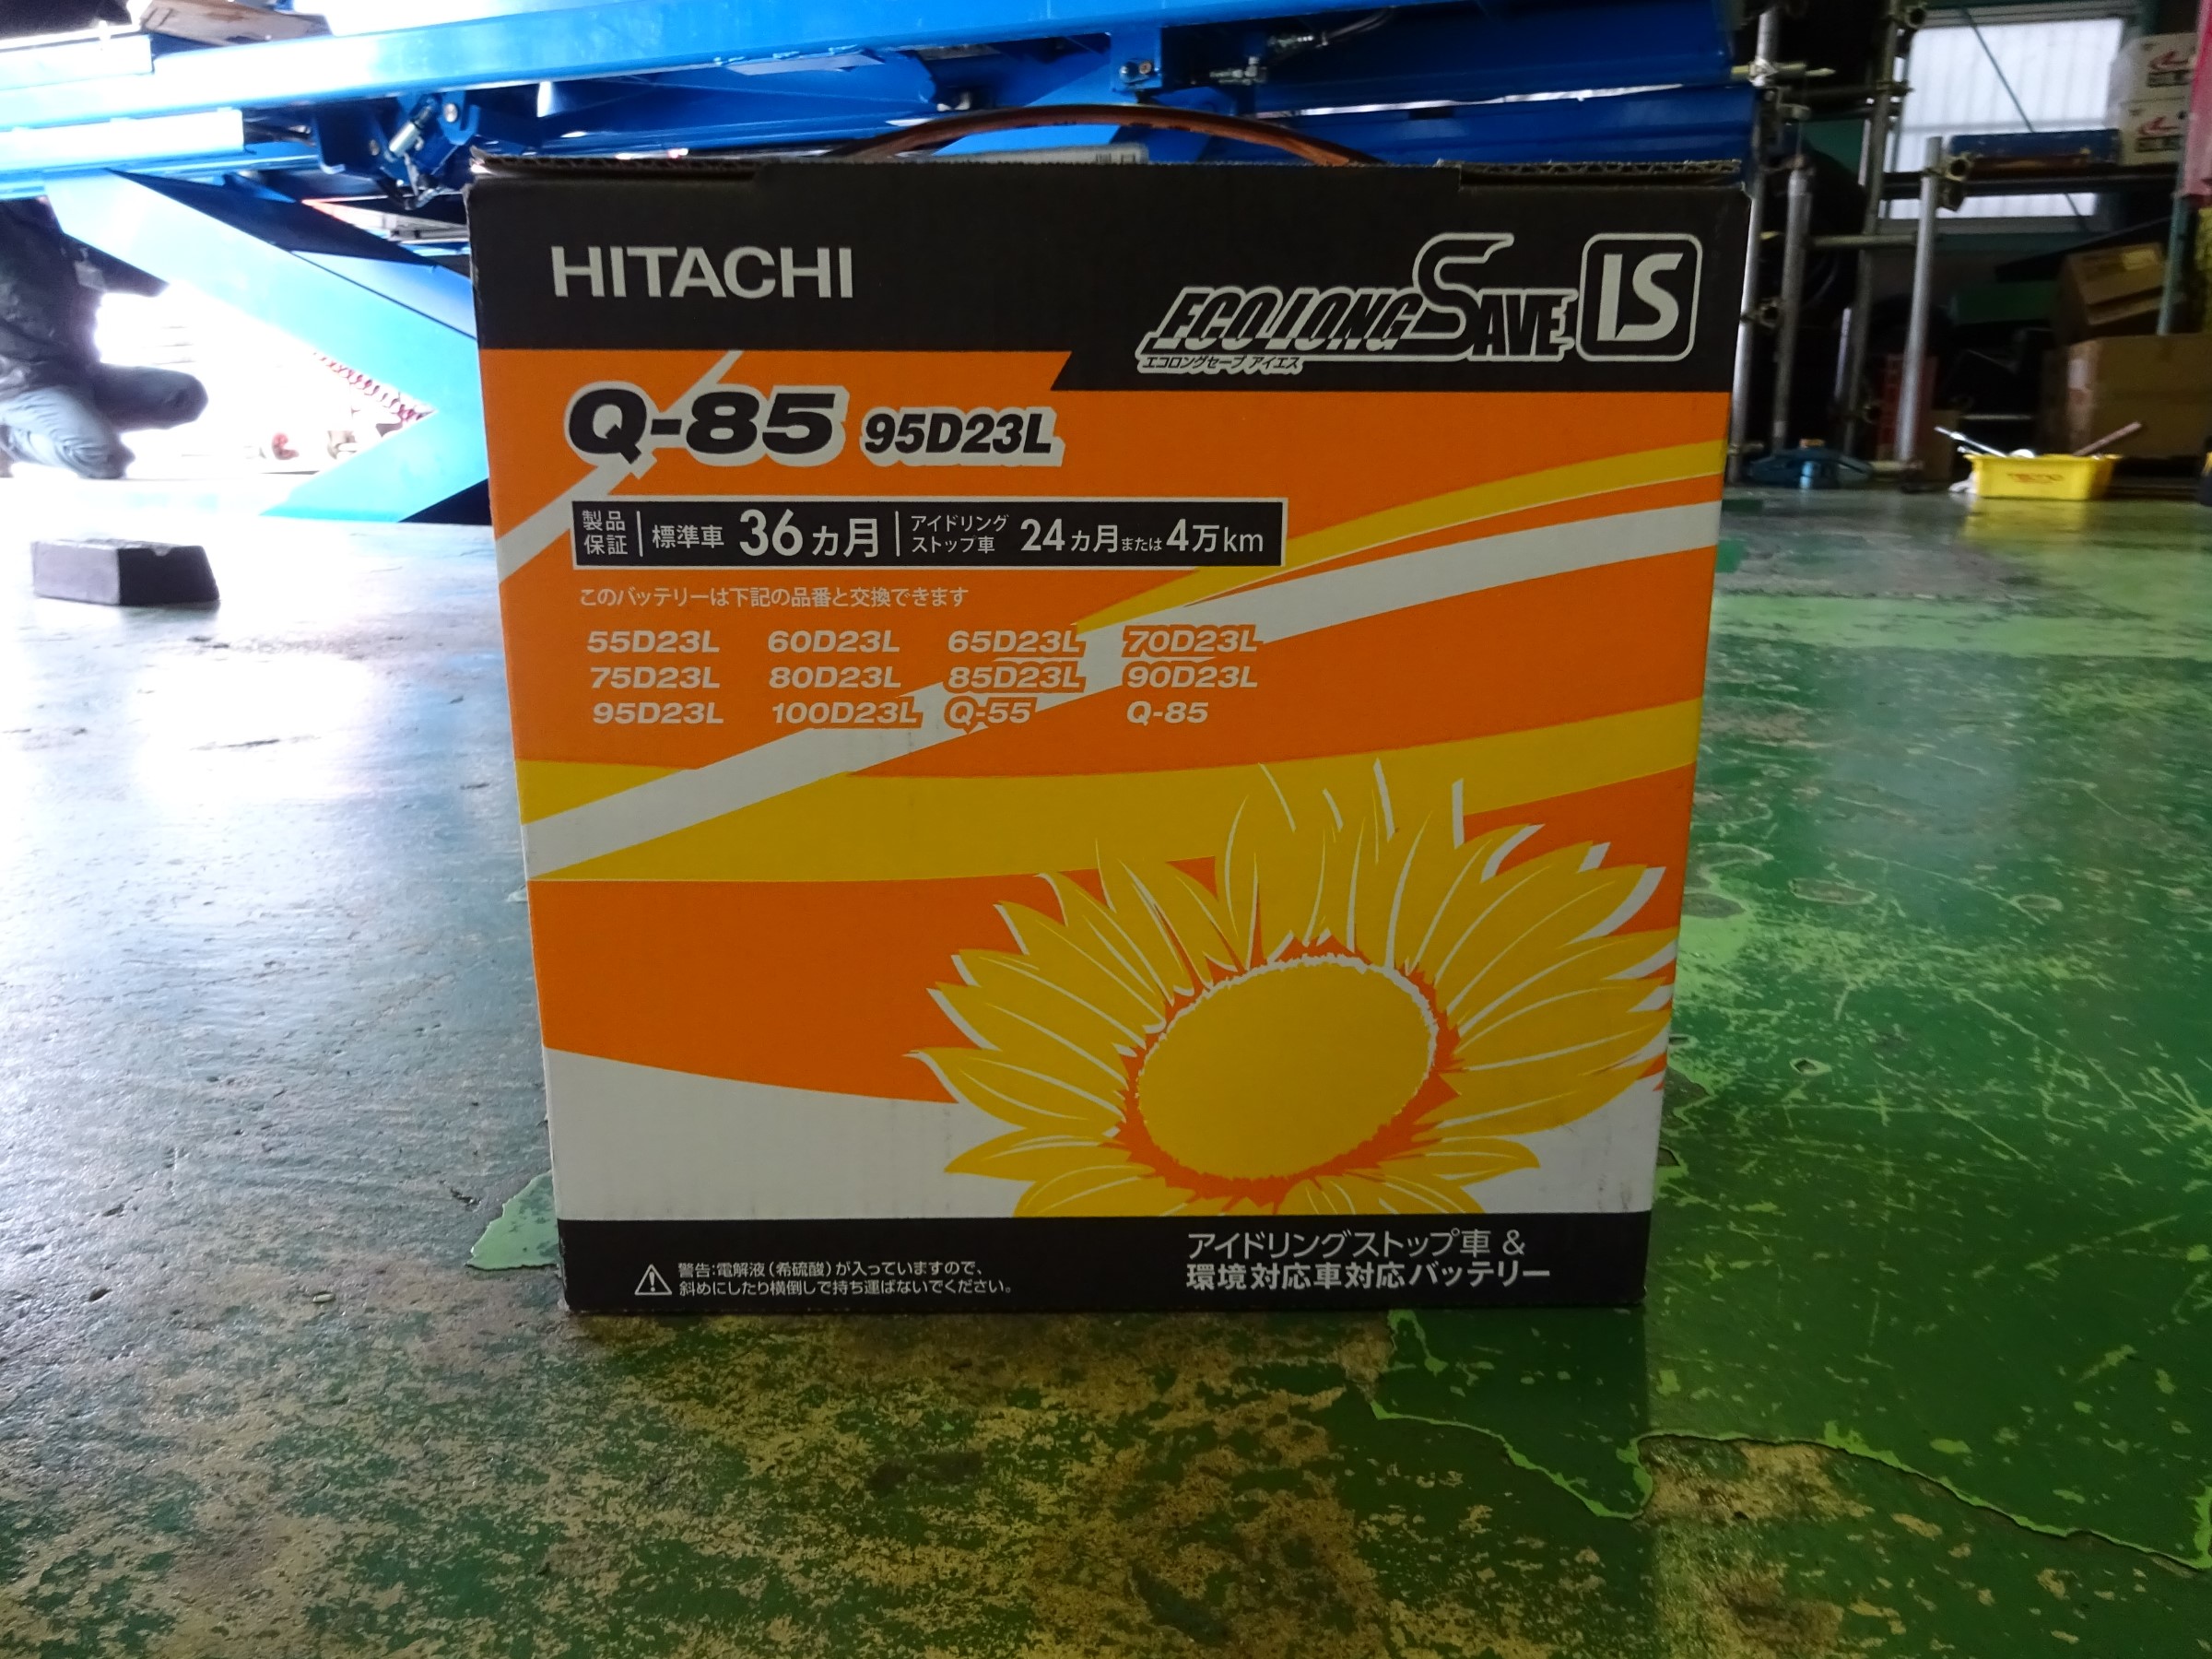 HITACHI
ECO LONG SAVE IS
エコロングセーブ アイエス
Q-85 95D23L
製品保証 標準車 36カ月 アイドリングストップ車 24カ月または4万km
このバッテリーは下記の品番と交換できます
55D23L 60D23L 65D23L 70D23L
75D23L 80D23L 85D23L 90D23L
95D23L 100D23L Q-55 Q-85
警告:電解液(希硫酸)が入っていますので、
斜めにしたり横倒しで持ち運ばないでください。
アイドリングストップ車 &
環境対応車対応バッテリー